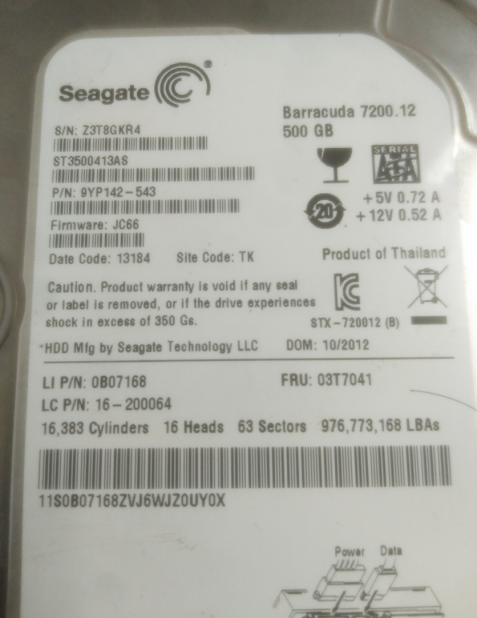 Seagate
Barracuda 7200.12
500 GB
S/N: Z3T8GKR4
ST3500413AS
SERIAL
ATA
P/N: 9YP142-543
+5V 0.72 A
20
+12V 0.52 A
Firmware: JC66
Date Code: 13184 Site Code: TK
Product of Thailand
Caution. Product warranty is void if any seal
or label is removed, or if the drive experiences
shock in excess of 350 Gs.
STX-720012 (B)
*HDD Mfg by Seagate Technology LLC DOM: 10/2012
LI P/N: 0B07168 FRU: 03T7041
LC P/N: 16-200064
16,383 Cylinders 16 Heads 63 Sectors 976,773,168 LBAs
11S0B07168ZVJ6WJZ0UY0X
Power Data